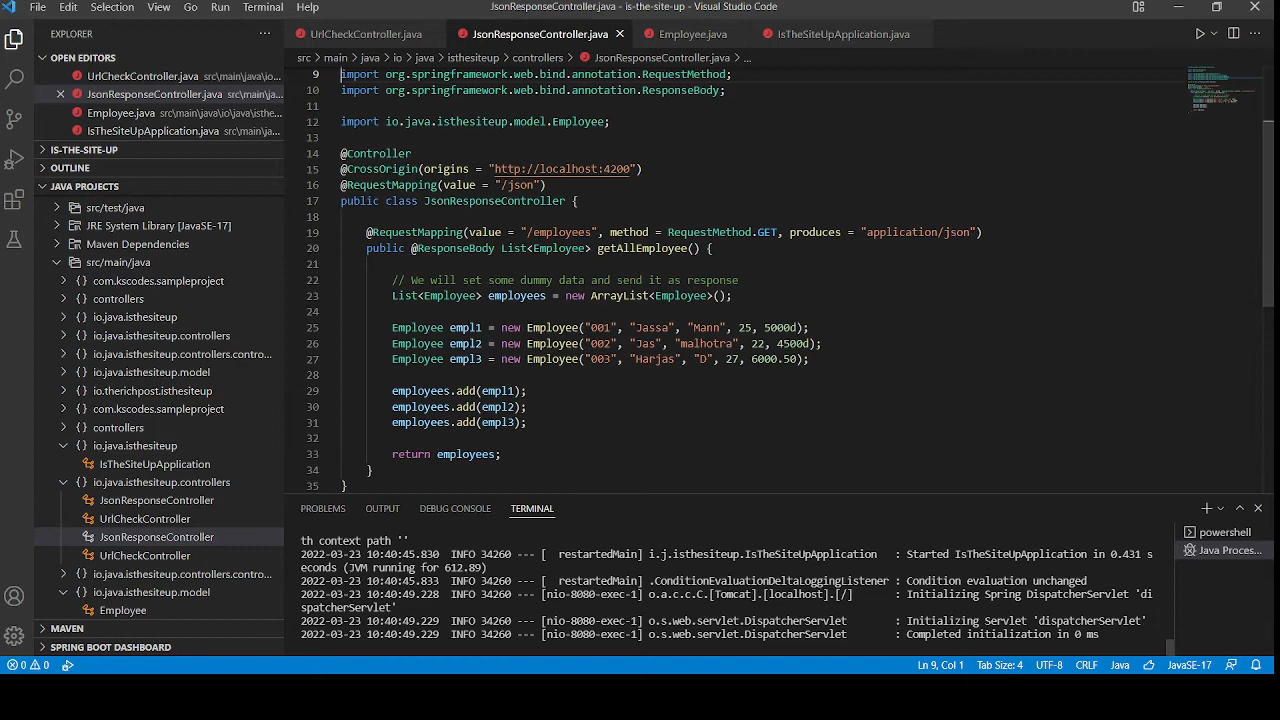 File Edit Selection View Go Run Terminal Help
JsonResponseController.java - is-the-site-up - Visual Studio Code
EXPLORER
OPEN EDITORS
UrlCheckController.java src\main\java\io...
JsonResponseController.java src\main\ja...
Employee.java src\main\java\io\java\isthe...
IsTheSiteUpApplication.java src\main\ja...
IS-THE-SITE-UP
OUTLINE
JAVA PROJECTS
src/test/java
JRE System Library [JavaSE-17]
Maven Dependencies
src/main/java
com.kscodes.sampleproject
controllers
io.java.isthesiteup
io.java.isthesiteup.controllers
io.java.isthesiteup.controllers.contro...
io.java.isthesiteup.model
io.therichpost.isthesiteup
com.kscodes.sampleproject
controllers
io.java.isthesiteup
IsTheSiteUpApplication
io.java.isthesiteup.controllers
JsonResponseController
UrlCheckController
JsonResponseController
UrlCheckController
io.java.isthesiteup.controllers.contro...
io.java.isthesiteup.model
Employee
MAVEN
SPRING BOOT DASHBOARD
UrlCheckController.java JsonResponseController.java Employee.java IsTheSiteUpApplication.java
src > main > java > io > java > isthesiteup > controllers > JsonResponseController.java > ...
9 import org.springframework.web.bind.annotation.RequestMethod;
10 import org.springframework.web.bind.annotation.ResponseBody;
11
12 import io.java.isthesiteup.model.Employee;
13
14 @Controller
15 @CrossOrigin(origins = "http://localhost:4200")
16 @RequestMapping(value = "/json")
17 public class JsonResponseController {
18
19 @RequestMapping(value = "/employees", method = RequestMethod.GET, produces = "application/json")
20 public @ResponseBody List<Employee> getAllEmployee() {
21
22 // We will set some dummy data and send it as response
23 List<Employee> employees = new ArrayList<Employee>();
24
25 Employee empl1 = new Employee("001", "Jassa", "Mann", 25, 5000d);
26 Employee empl2 = new Employee("002", "Jas", "malhotra", 22, 4500d);
27 Employee empl3 = new Employee("003", "Harjas", "D", 27, 6000.50);
28
29 employees.add(empl1);
30 employees.add(empl2);
31 employees.add(empl3);
32
33 return employees;
34 }
35 }
PROBLEMS OUTPUT DEBUG CONSOLE TERMINAL
th context path ''
2022-03-23 10:40:45.830 INFO 34260 --- [ restartedMain] i.j.isthesiteup.IsTheSiteUpApplication : Started IsTheSiteUpApplication in 0.431 s
econds (JVM running for 612.89)
2022-03-23 10:40:45.833 INFO 34260 --- [ restartedMain] .ConditionEvaluationDeltaLoggingListener : Condition evaluation unchanged
2022-03-23 10:40:49.228 INFO 34260 --- [nio-8080-exec-1] o.a.c.c.C.[Tomcat].[localhost].[/] : Initializing Spring DispatcherServlet 'di
spatcherServlet'
2022-03-23 10:40:49.229 INFO 34260 --- [nio-8080-exec-1] o.s.web.servlet.DispatcherServlet : Initializing Servlet 'dispatcherServlet'
2022-03-23 10:40:49.229 INFO 34260 --- [nio-8080-exec-1] o.s.web.servlet.DispatcherServlet : Completed initialization in 0 ms
powershell
Java Proces...
0 0 Ln 9, Col 1 Tab Size: 4 UTF-8 CRLF Java JavaSE-17